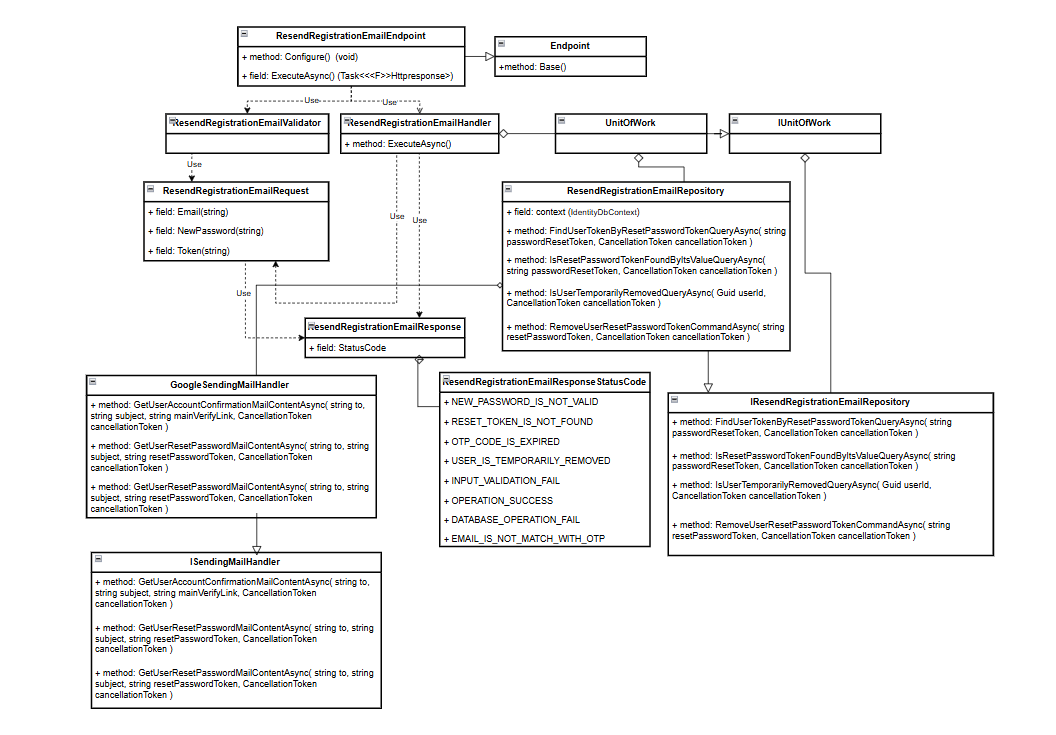 ResendRegistrationEmailEndpoint
+ method: Configure() (void)
+ field: ExecuteAsync() (Task<<<F>>Httpresponse>)
Endpoint
+method: Base()
Use
Use
ResendRegistrationEmailValidator
ResendRegistrationEmailHandler
+ method: ExecuteAsync()
UnitOfWork
IUnitOfWork
Use
ResendRegistrationEmailRequest
+ field: Email(string)
+ field: NewPassword(string)
+ field: Token(string)
Use
Use
ResendRegistrationEmailRepository
+ field: context (IdentityDbContext)
+ method: FindUserTokenByResetPasswordTokenQueryAsync( string
passwordResetToken, CancellationToken cancellationToken )
+ method: IsResetPasswordTokenFoundByItsValueQueryAsync(
string passwordResetToken, CancellationToken cancellationToken )
+ method: IsUserTemporarilyRemovedQueryAsync( Guid userId,
CancellationToken cancellationToken )
+ method: RemoveUserResetPasswordTokenCommandAsync( string
resetPasswordToken, CancellationToken cancellationToken )
Use
ResendRegistrationEmailResponse
+ field: StatusCode
GoogleSendingMailHandler
+ method: GetUserAccountConfirmationMailContentAsync( string to,
string subject, string mainVerifyLink, CancellationToken
cancellationToken )
+ method: GetUserResetPasswordMailContentAsync( string to, string
subject, string resetPasswordToken, CancellationToken
cancellationToken )
+ method: GetUserResetPasswordMailContentAsync( string to, string
subject, string resetPasswordToken, CancellationToken
cancellationToken )
ResendRegistrationEmailResponseStatusCode
+ NEW_PASSWORD_IS_NOT_VALID
+ RESET_TOKEN_IS_NOT_FOUND
+ OTP_CODE_IS_EXPIRED
+ USER_IS_TEMPORARILY_REMOVED
+ INPUT_VALIDATION_FAIL
+ OPERATION_SUCCESS
+ DATABASE_OPERATION_FAIL
+ EMAIL_IS_NOT_MATCH_WITH_OTP
IResendRegistrationEmailRepository
+ method: FindUserTokenByResetPasswordTokenQueryAsync( string
passwordResetToken, CancellationToken cancellationToken )
+ method: IsResetPasswordTokenFoundByItsValueQueryAsync( string
passwordResetToken, CancellationToken cancellationToken )
+ method: IsUserTemporarilyRemovedQueryAsync( Guid userId,
CancellationToken cancellationToken )
+ method: RemoveUserResetPasswordTokenCommandAsync( string
resetPasswordToken, CancellationToken cancellationToken )
ISendingMailHandler
+ method: GetUserAccountConfirmationMailContentAsync( string to,
string subject, string mainVerifyLink, CancellationToken
cancellationToken )
+ method: GetUserResetPasswordMailContentAsync( string to, string
subject, string resetPasswordToken, CancellationToken
cancellationToken )
+ method: GetUserResetPasswordMailContentAsync( string to, string
subject, string resetPasswordToken, CancellationToken
cancellationToken )